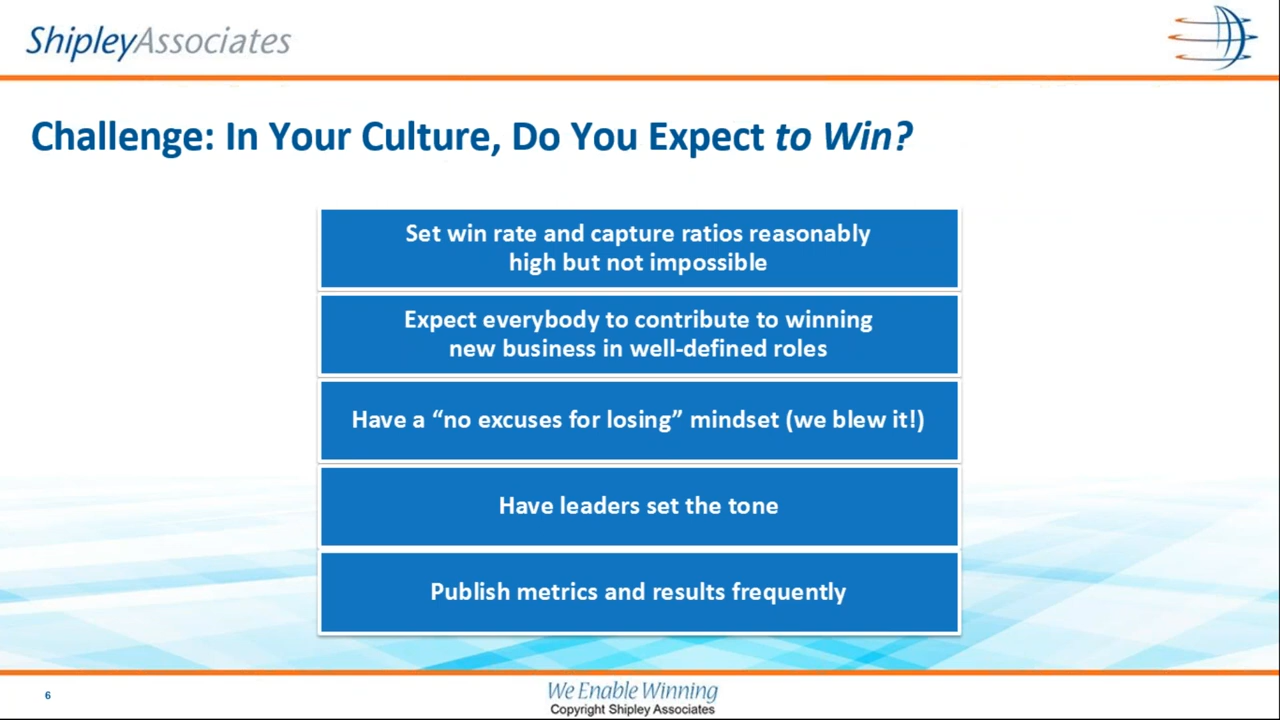 ShipleyAssociates
Challenge: In Your Culture, Do You Expect to Win?
Set win rate and capture ratios reasonably
high but not impossible
Expect everybody to contribute to winning
new business in well-defined roles
Have a “no excuses for losing” mindset (we blew it!)
Have leaders set the tone
Publish metrics and results frequently
6
We Enable Winning
Copyright Shipley Associates